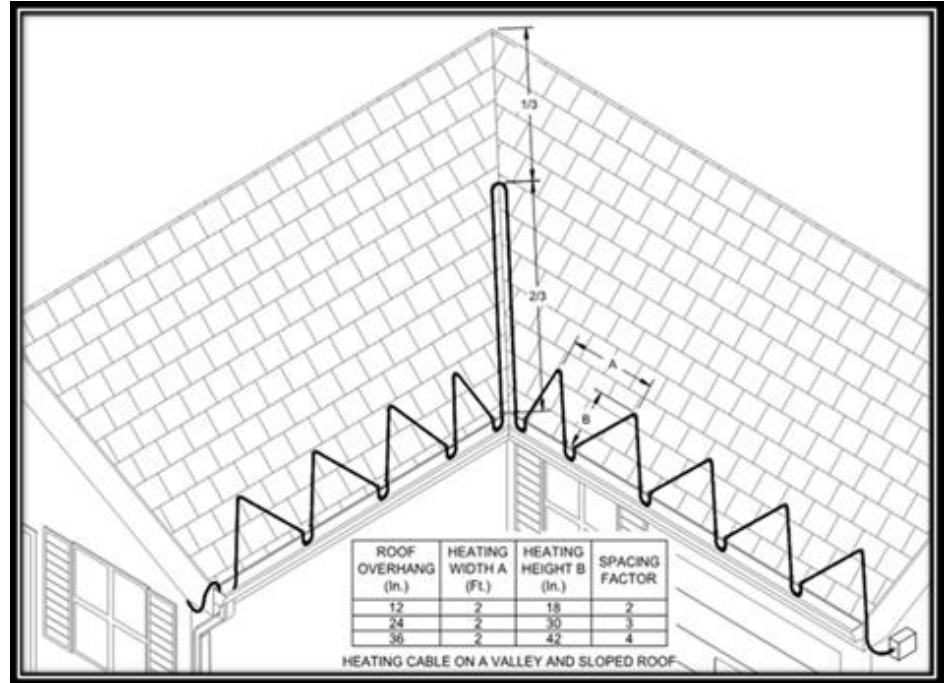 1/3
2/3
A
B
ROOF OVERHANG (In.) HEATING WIDTH A (Ft.) HEATING HEIGHT B (In.) SPACING FACTOR
12 2 18 2
24 2 30 3
36 2 42 4
HEATING CABLE ON A VALLEY AND SLOPED ROOF